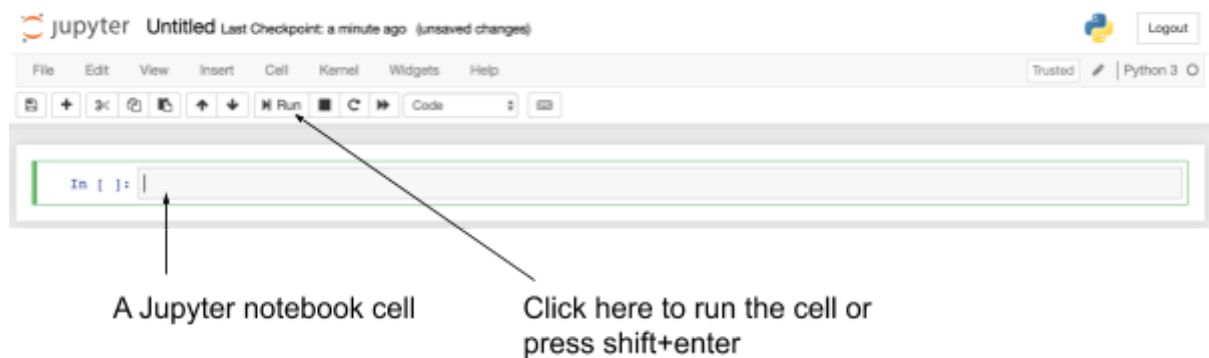 jupyter Untitled Last Checkpoint: a minute ago (unsaved changes) Logout
File Edit View Insert Cell Kernel Widgets Help Trusted Python 3
Run Code
In [ ]:
A Jupyter notebook cell
Click here to run the cell or
press shift+enter